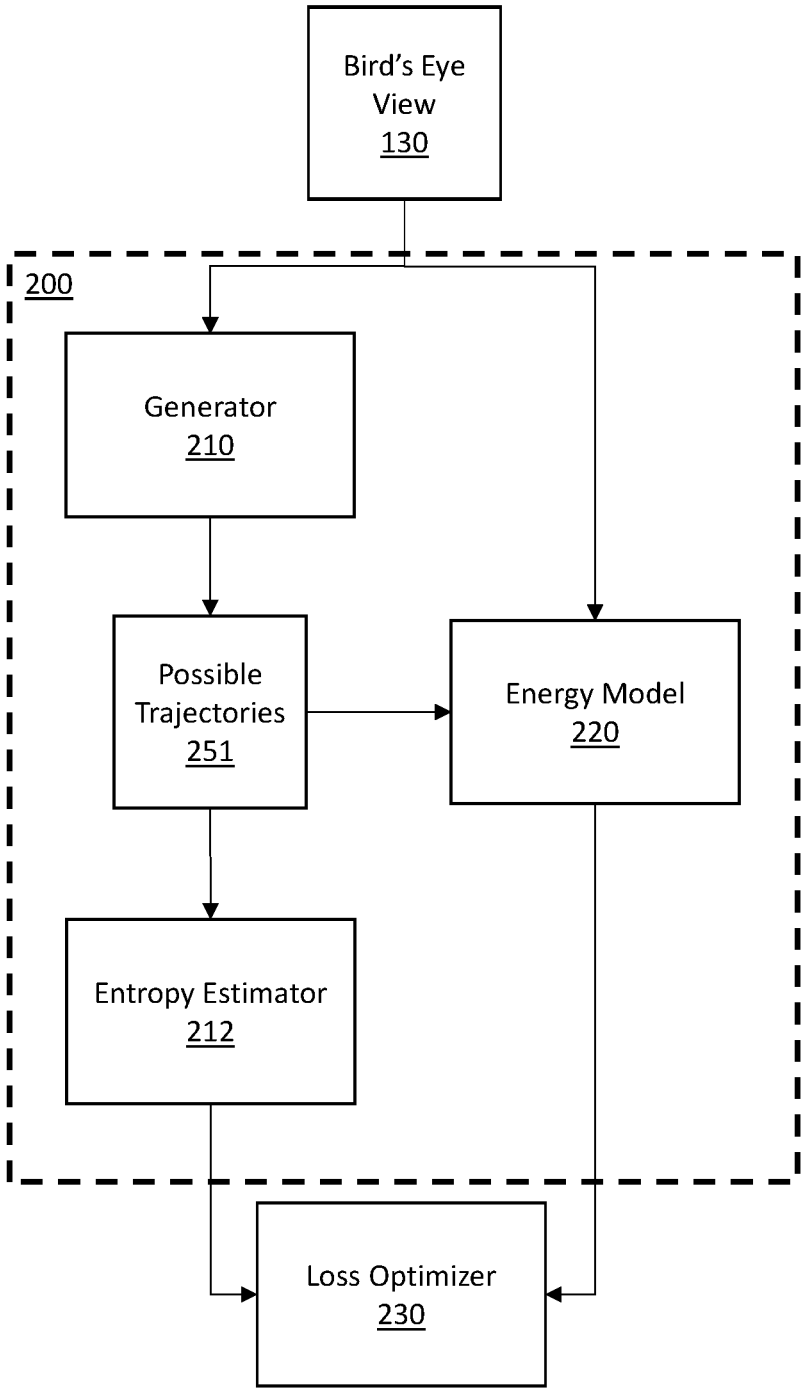 Bird's Eye
View
130
200
Generator
210
Possible
Trajectories
251
Energy Model
220
Entropy Estimator
212
Loss Optimizer
230